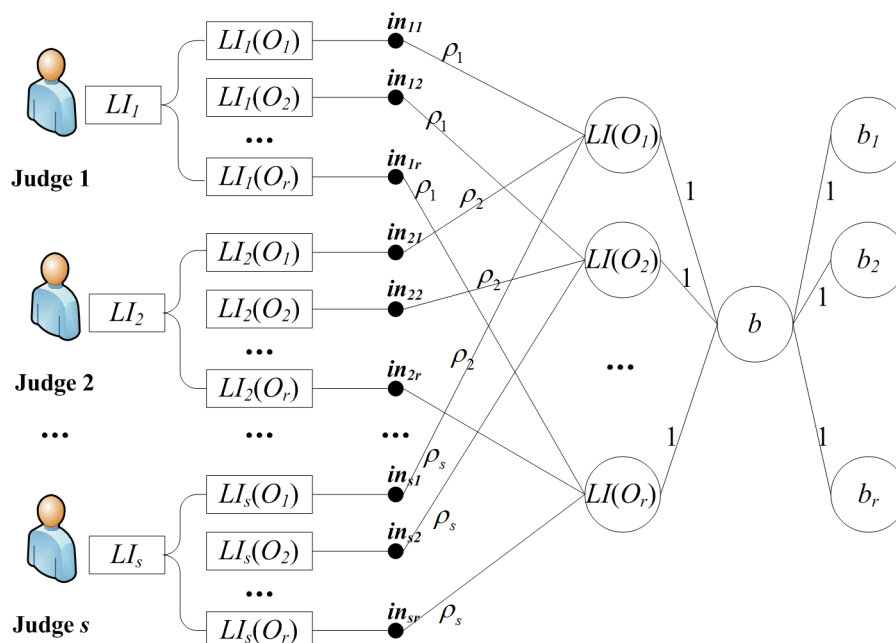 LI₁(O₁) in₁₁
LI₁ LI₁(O₂) in₁₂
...
Judge 1 LI₁(Oᵣ) in₁ᵣ
LI₂(O₁) in₂₁
LI₂ LI₂(O₂) in₂₂
...
Judge 2 LI₂(Oᵣ) in₂ᵣ
... ... ...
LIₛ(O₁) inₛ₁
LIₛ LIₛ(O₂) inₛ₂
...
Judge s LIₛ(Oᵣ) inₛᵣ
ρ₁
ρ₁
ρ₁
ρ₂
ρ₂
ρ₂
ρₛ
ρₛ
ρₛ
LI(O₁)
LI(O₂)
...
LI(Oᵣ)
1
1
1
b
1
1
1
b₁
b₂
bᵣ